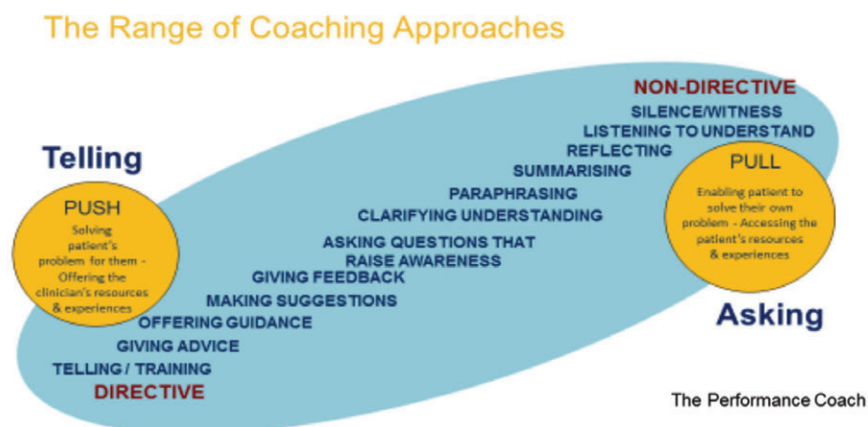 The Range of Coaching Approaches
NON-DIRECTIVE
SILENCE/WITNESS
LISTENING TO UNDERSTAND
REFLECTING
SUMMARISING
PARAPHRASING
CLARIFYING UNDERSTANDING
ASKING QUESTIONS THAT
RAISE AWARENESS
GIVING FEEDBACK
MAKING SUGGESTIONS
OFFERING GUIDANCE
GIVING ADVICE
TELLING / TRAINING
DIRECTIVE
Telling
PUSH
Solving
patient's
problem for them -
Offering the
clinician's resources
& experiences
PULL
Enabling patient to
solve their own
problem - Accessing the
patient's resources
& experiences
Asking
The Performance Coach